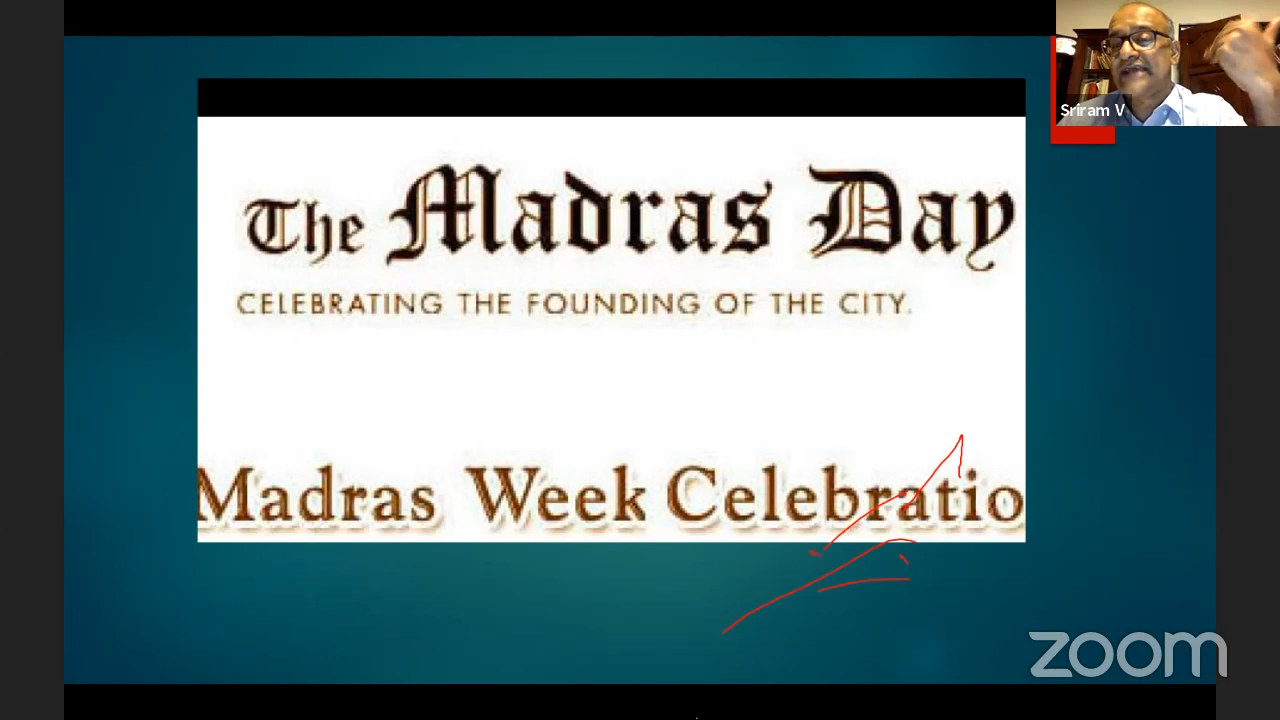 Sriram V
The Madras Day
CELEBRATING THE FOUNDING OF THE CITY.
Madras Week Celebratio
zoom